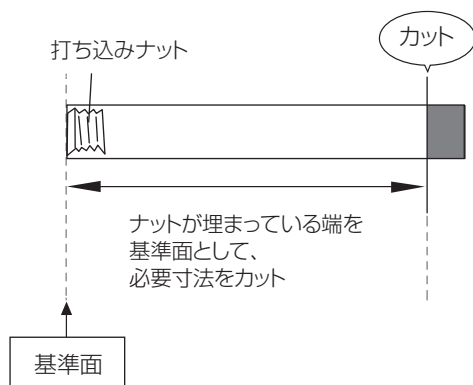 カット
打ち込みナット
ナットが埋まっている端を
基準面として、
必要寸法をカット
基準面